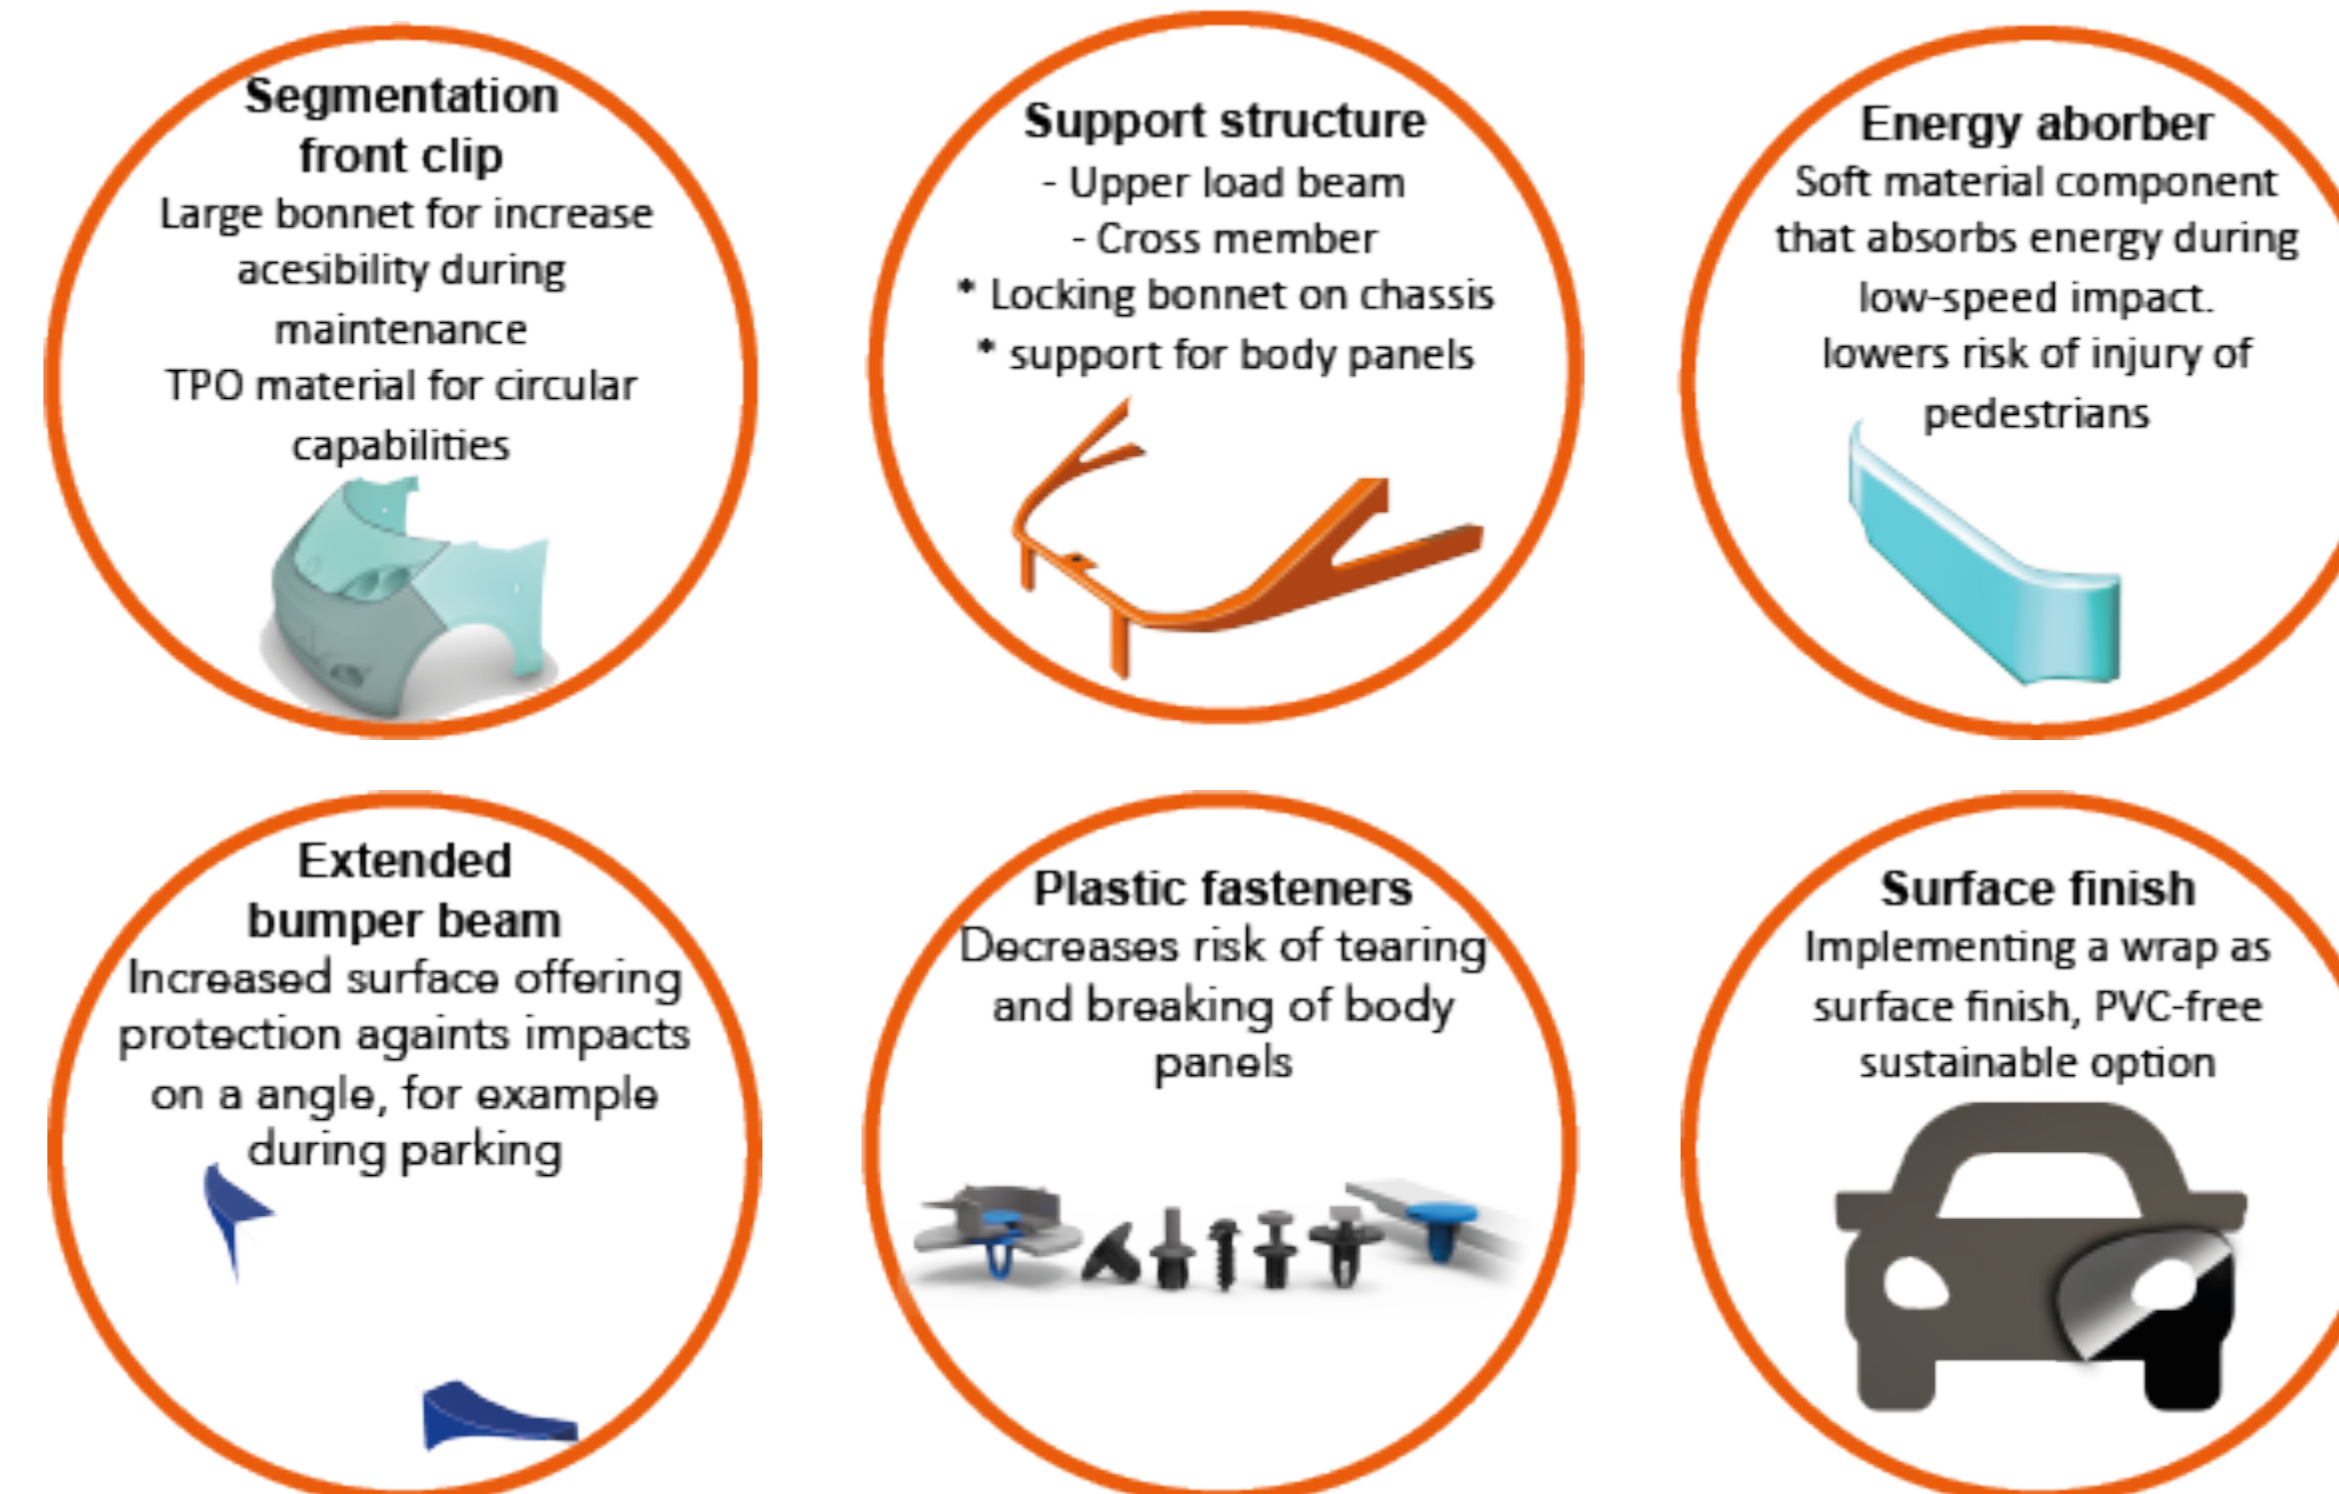 Segmentation
front clip
Large bonnet for increase
acesibility during
maintenance
TPO material for circular
capabilities
Support structure
- Upper load beam
- Cross member
* Locking bonnet on chassis
* support for body panels
Energy aborber
Soft material component
that absorbs energy during
low-speed impact.
lowers risk of injury of
pedestrians
Extended
bumper beam
Increased surface offering
protection againts impacts
on a angle, for example
during parking
Plastic fasteners
Decreases risk of tearing
and breaking of body
panels
Surface finish
Implementing a wrap as
surface finish, PVC-free
sustainable option